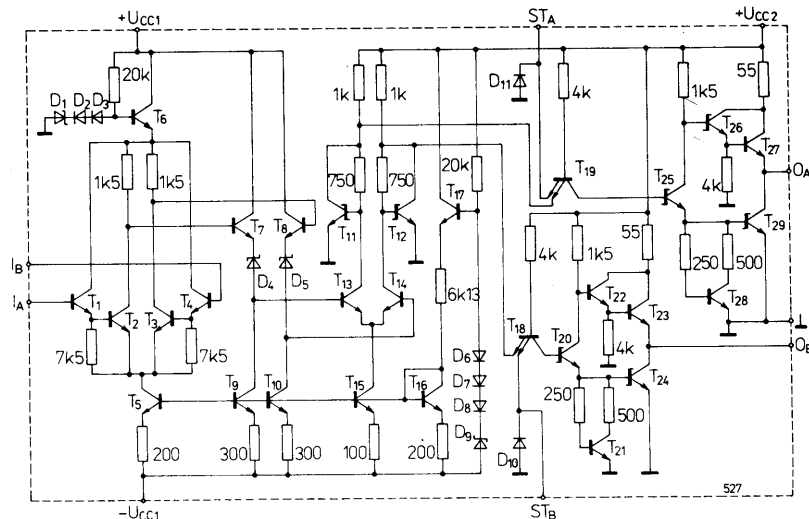 +UCC1 STA +UCC2
20k 55
D1 D2 D3 D11 1k5
T6 1k 1k 4k T26
T27
1k5 1k5 750 750 20k T19 4k OA
T17 T25
T7 T8 T11 T12 T29
D4 D5 4k 1k5 55 250 500
IB 6k13 T28
IA T1 T2 T3 T4 T13 T14 T22 T23 ⊥
T18 T20 4k OB
7k5 7k5 D6
D7 T24
T5 T9 T10 T15 T16 D8 250 500
D9
200 300 300 100 200 D10 T21
527
-UCC1 STB